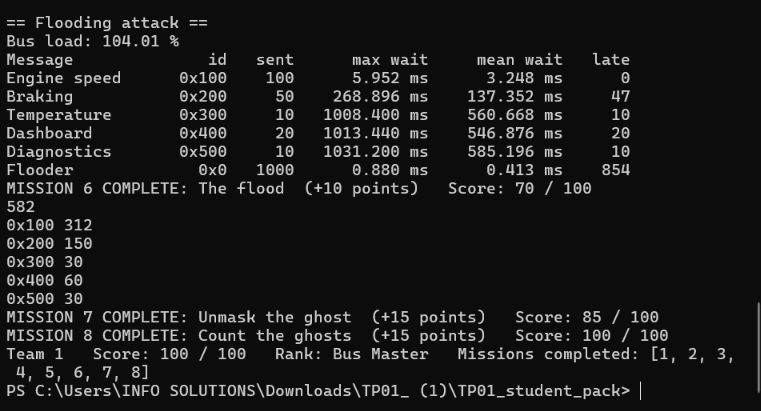 == Flooding attack ==
Bus load: 104.01 %
Message              id   sent      max wait     mean wait   late
Engine speed      0x100    100      5.952 ms      3.248 ms      0
Braking           0x200     50    268.896 ms    137.352 ms     47
Temperature       0x300     10   1008.400 ms    560.668 ms     10
Dashboard         0x400     20   1013.440 ms    546.876 ms     20
Diagnostics       0x500     10   1031.200 ms    585.196 ms     10
Flooder             0x0   1000      0.880 ms      0.413 ms    854
MISSION 6 COMPLETE: The flood  (+10 points)   Score: 70 / 100
582
0x100 312
0x200 150
0x300 30
0x400 60
0x500 30
MISSION 7 COMPLETE: Unmask the ghost  (+15 points)   Score: 85 / 100
MISSION 8 COMPLETE: Count the ghosts  (+15 points)   Score: 100 / 100
Team 1   Score: 100 / 100   Rank: Bus Master   Missions completed: [1, 2, 3,
 4, 5, 6, 7, 8]
PS C:\Users\INFO SOLUTIONS\Downloads\TP01_ (1)\TP01_student_pack>